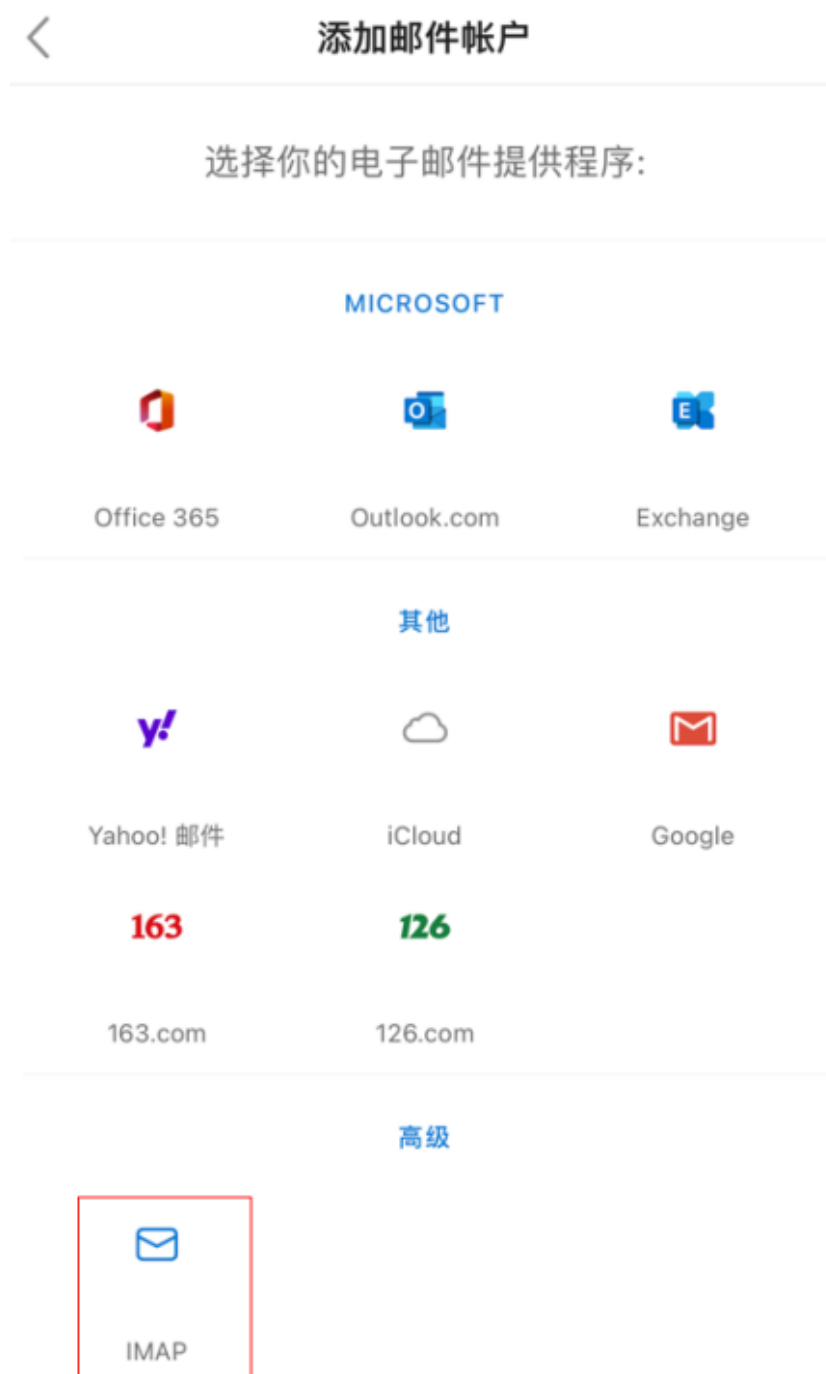 添加邮件帐户
选择你的电子邮件提供程序:
MICROSOFT
O
E
Office 365
Outlook.com
Exchange
其他
y!
Yahoo! 邮件
iCloud
Google
163
126
163.com
126.com
高级
IMAP